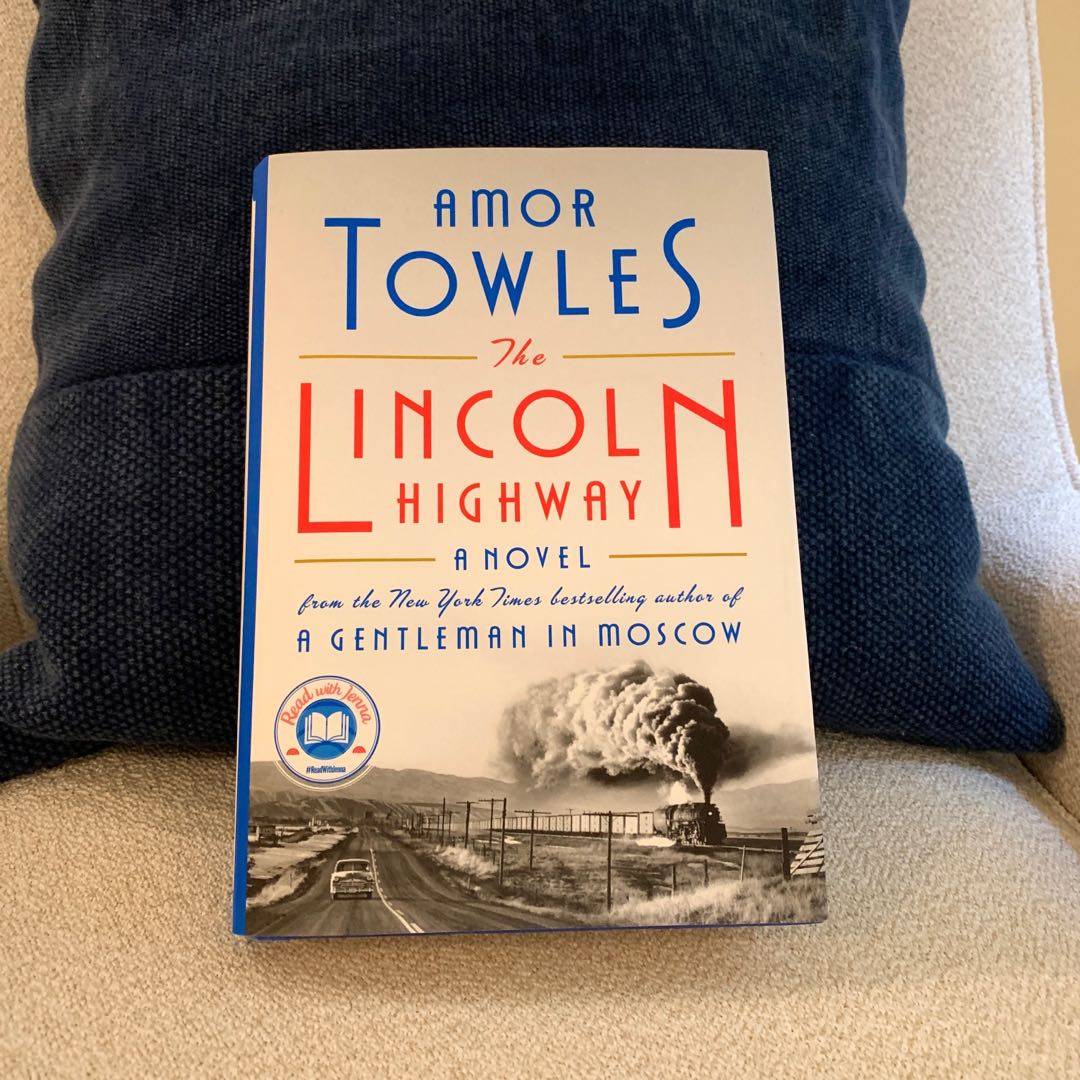 AMOR
TOWLES
The
LINCOLN
HIGHWAY
A NOVEL
from the New York Times bestselling author of
A GENTLEMAN IN MOSCOW
Read with Jenna
#ReadWithJenna